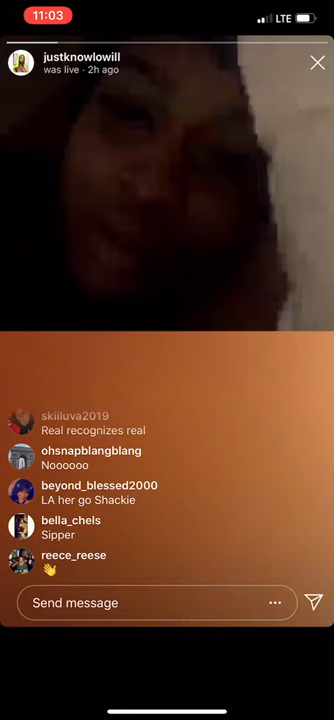 11:03
LTE
justknowlowill
was live · 2h ago
skiiluva2019
Real recognizes real
ohsnapblangblang
Noooooo
beyond_blessed2000
LA her go Shackie
bella_chels
Sipper
reece_reese
👋
Send message